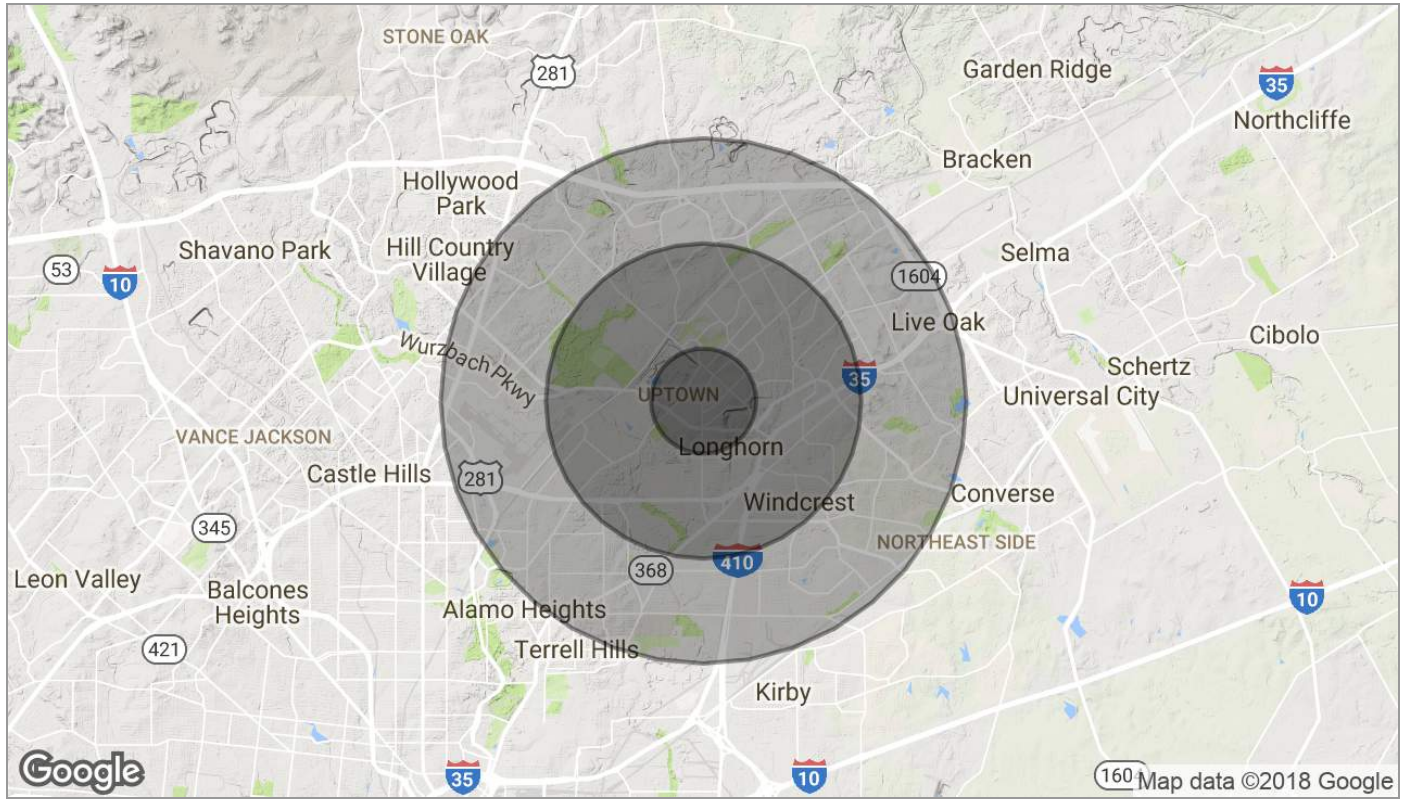 STONE OAK
281
Garden Ridge
35
Northcliffe
Bracken
Hollywood
Park
Shavano Park
Hill Country
Village
Selma
53
10
1604
Live Oak
Cibolo
Wurzbach Pkwy
Schertz
35
UPTOWN
Universal City
VANCE JACKSON
Longhorn
Castle Hills
281
Windcrest
Converse
345
NORTHEAST SIDE
410
368
Leon Valley
Balcones
Heights
10
Alamo Heights
421
Terrell Hills
Kirby
Google
35
10
160
Map data ©2018 Google